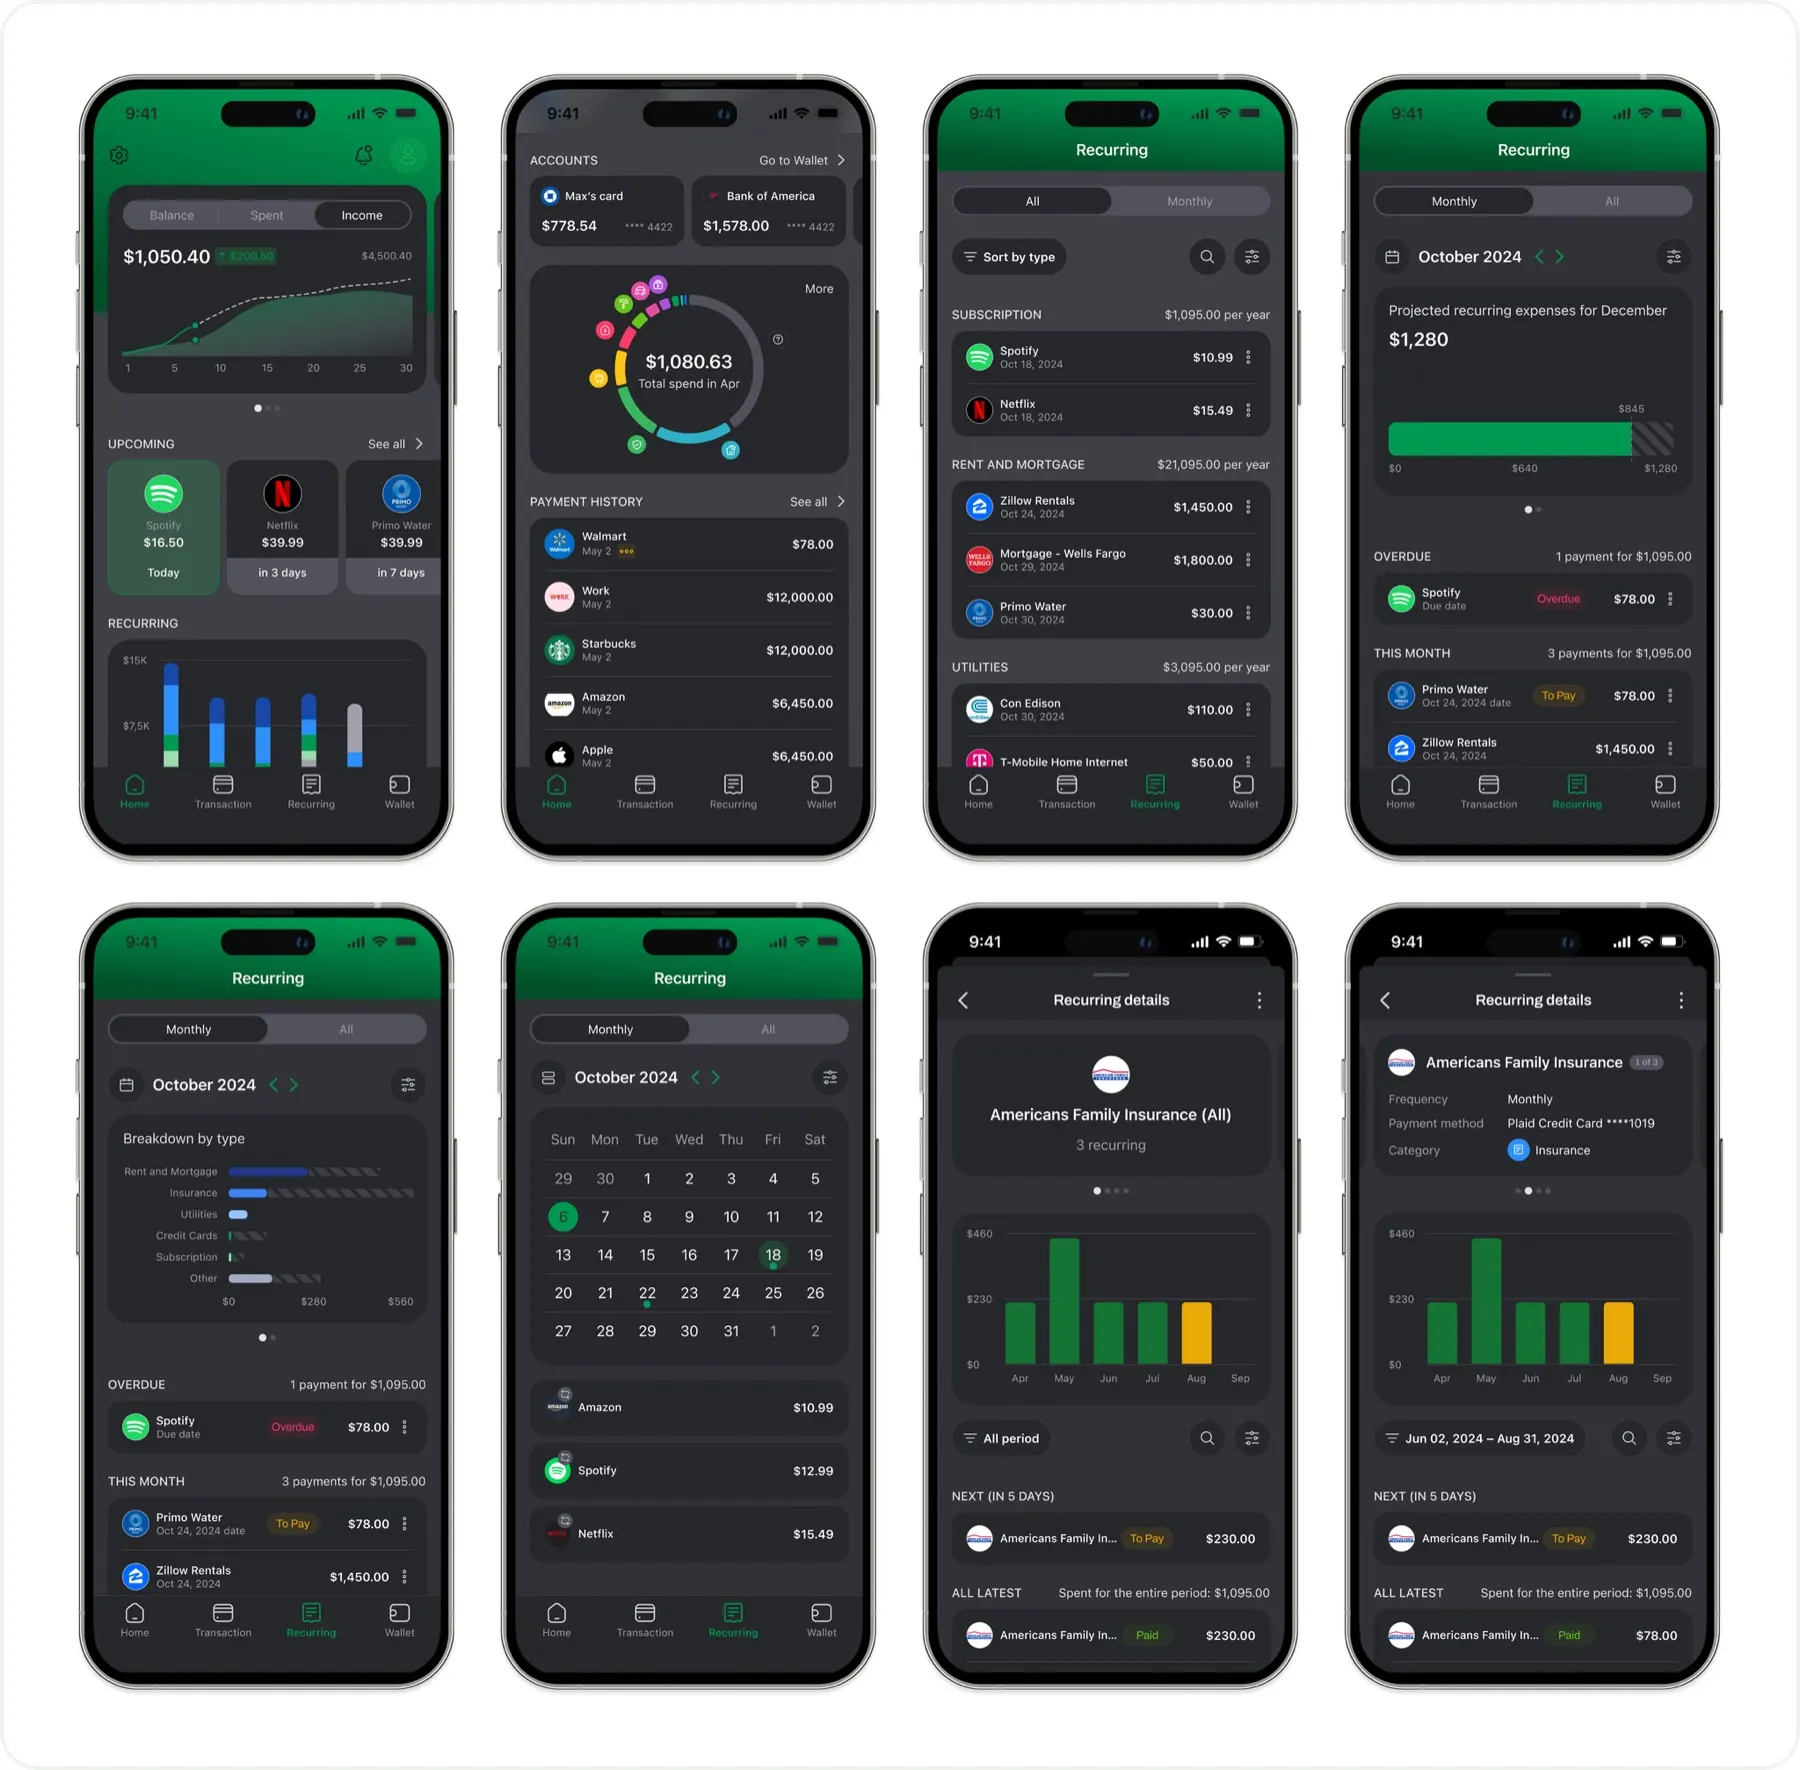 9:41
Balance Spent Income
$1,050.40 ↑ $200.50 $4,500.40
1 5 10 15 20 25 30
UPCOMING See all
Spotify Netflix Primo Water
$16.50 $39.99 $39.99
Today in 3 days in 7 days
RECURRING
$15K
$7,5K
Home Transaction Recurring Wallet
9:41
ACCOUNTS Go to Wallet
Max's card Bank of America
$778.54 •••• 4422 $1,578.00 •••• 4422
More
$1,080.63
Total spend in Apr
PAYMENT HISTORY See all
Walmart
May 2
$78.00
Work
May 2
$12,000.00
Starbucks
May 2
$12,000.00
amazon
Amazon
May 2
$6,450.00
Apple
May 2
$6,450.00
Home Transaction Recurring Wallet
9:41
Recurring
All Monthly
Sort by type
SUBSCRIPTION $1,095.00 per year
Spotify
Oct 18, 2024
$10.99
Netflix
Oct 18, 2024
$15.49
RENT AND MORTGAGE $21,095.00 per year
Zillow Rentals
Oct 24, 2024
$1,450.00
WELLS
FARGO
Mortgage - Wells Fargo
Oct 29, 2024
$1,800.00
Primo Water
Oct 30, 2024
$30.00
UTILITIES $3,095.00 per year
Con Edison
Oct 30, 2024
$110.00
T-Mobile Home Internet $50.00
Home Transaction Recurring Wallet
9:41
Recurring
Monthly All
October 2024
Projected recurring expenses for December
$1,280
$845
$0 $640 $1,280
OVERDUE 1 payment for $1,095.00
Spotify
Due date
Overdue $78.00
THIS MONTH 3 payments for $1,095.00
Primo Water
Oct 24, 2024 date
To Pay $78.00
Zillow Rentals
Oct 24, 2024
$1,450.00
Home Transaction Recurring Wallet
9:41
Recurring
Monthly All
October 2024
Breakdown by type
Rent and Mortgage
Insurance
Utilities
Credit Cards
Subscription
Other
$0 $280 $560
OVERDUE 1 payment for $1,095.00
Spotify
Due date
Overdue $78.00
THIS MONTH 3 payments for $1,095.00
Primo Water
Oct 24, 2024 date
To Pay $78.00
Zillow Rentals
Oct 24, 2024
$1,450.00
Home Transaction Recurring Wallet
9:41
Recurring
Monthly All
October 2024
Sun Mon Tue Wed Thu Fri Sat
29 30 1 2 3 4 5
6 7 8 9 10 11 12
13 14 15 16 17 18 19
20 21 22 23 24 25 26
27 28 29 30 31 1 2
amazon
Amazon $10.99
Spotify $12.99
Netflix $15.49
Home Transaction Recurring Wallet
9:41
Recurring details
Americans Family Insurance (All)
3 recurring
$460
$230
$0
Apr May Jun Jul Aug Sep
All period
NEXT (IN 5 DAYS)
Americans Family In... To Pay $230.00
ALL LATEST Spent for the entire period: $1,095.00
Americans Family In... Paid $230.00
9:41
Recurring details
Americans Family Insurance 1 of 3
Frequency Monthly
Payment method Plaid Credit Card ****1019
Category Insurance
$460
$230
$0
Apr May Jun Jul Aug Sep
Jun 02, 2024 – Aug 31, 2024
NEXT (IN 5 DAYS)
Americans Family In... To Pay $230.00
ALL LATEST Spent for the entire period: $1,095.00
Americans Family In... Paid $78.00